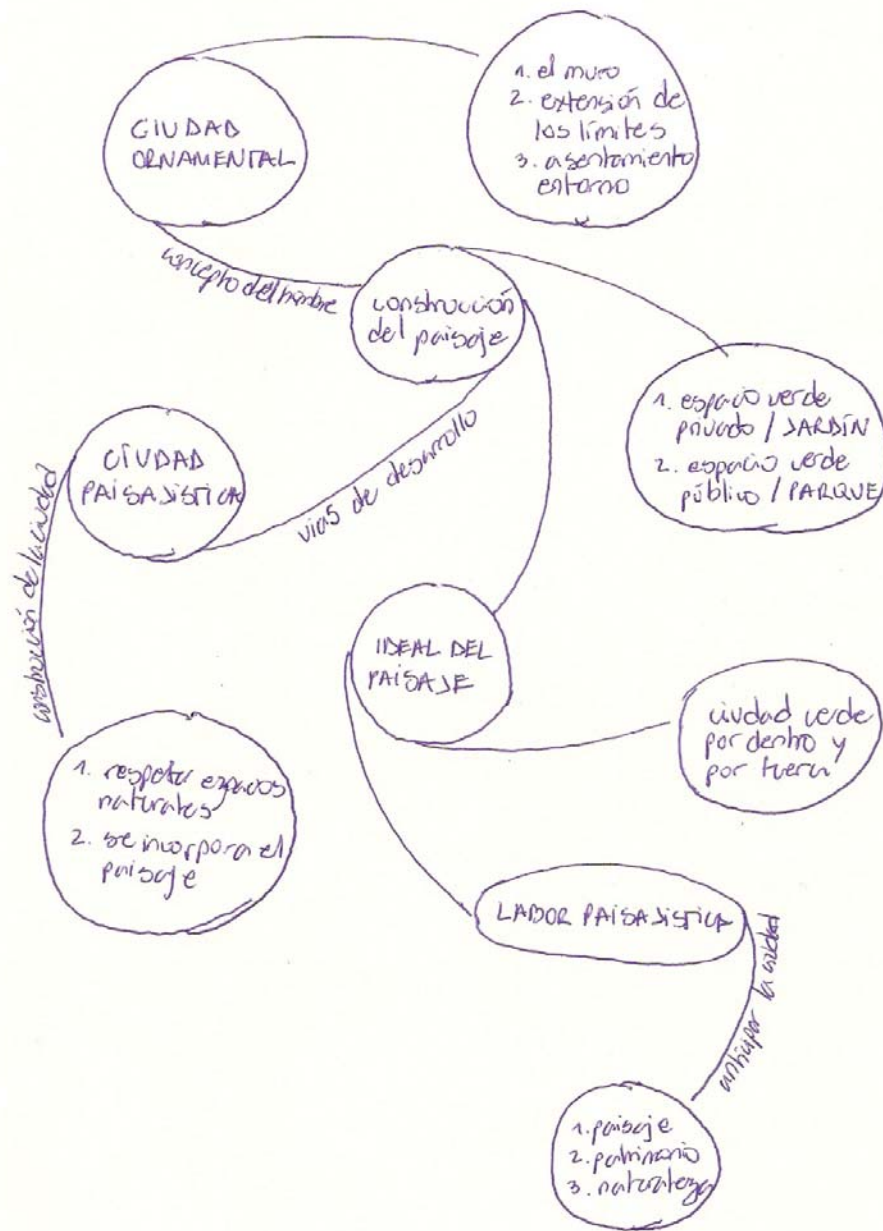 CIUDAD
ORNAMENTAL
1. el muro
2. extensión de
los límites
3. asentamiento
entorno
concepto del hombre
construcción
del paisaje
1. espacio verde
privado / JARDÍN
2. espacio verde
público / PARQUE
CIUDAD
PAISAJÍSTICA
vías de desarrollo
construcción de la ciudad
IDEAL DEL
PAISAJE
ciudad verde
por dentro y
por fuera
1. respetar espacios
naturales
2. se incorpora el
paisaje
LABOR PAISAJÍSTICA
anticipar la ciudad
1. paisaje
2. patrimonio
3. naturaleza